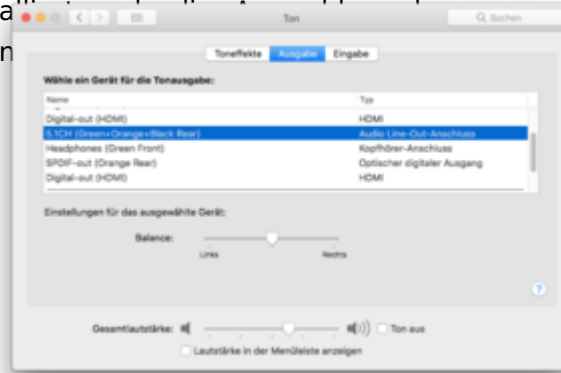 Ton
Suchen
Toneffekte Ausgabe Eingabe
Wähle ein Gerät für die Tonausgabe:
Name Typ
Digital-out (HDMI) HDMI
5.1CH (Green+Orange+Black Rear) Audio Line-Out-Anschluss
Headphones (Green Front) Kopfhörer-Anschluss
SPDIF-out (Orange Rear) Optischer digitaler Ausgang
Digital-out (HDMI) HDMI
Einstellungen für das ausgewählte Gerät:
Balance:
Links Rechts
?
Gesamtlautstärke: Ton aus
Lautstärke in der Menüleiste anzeigen